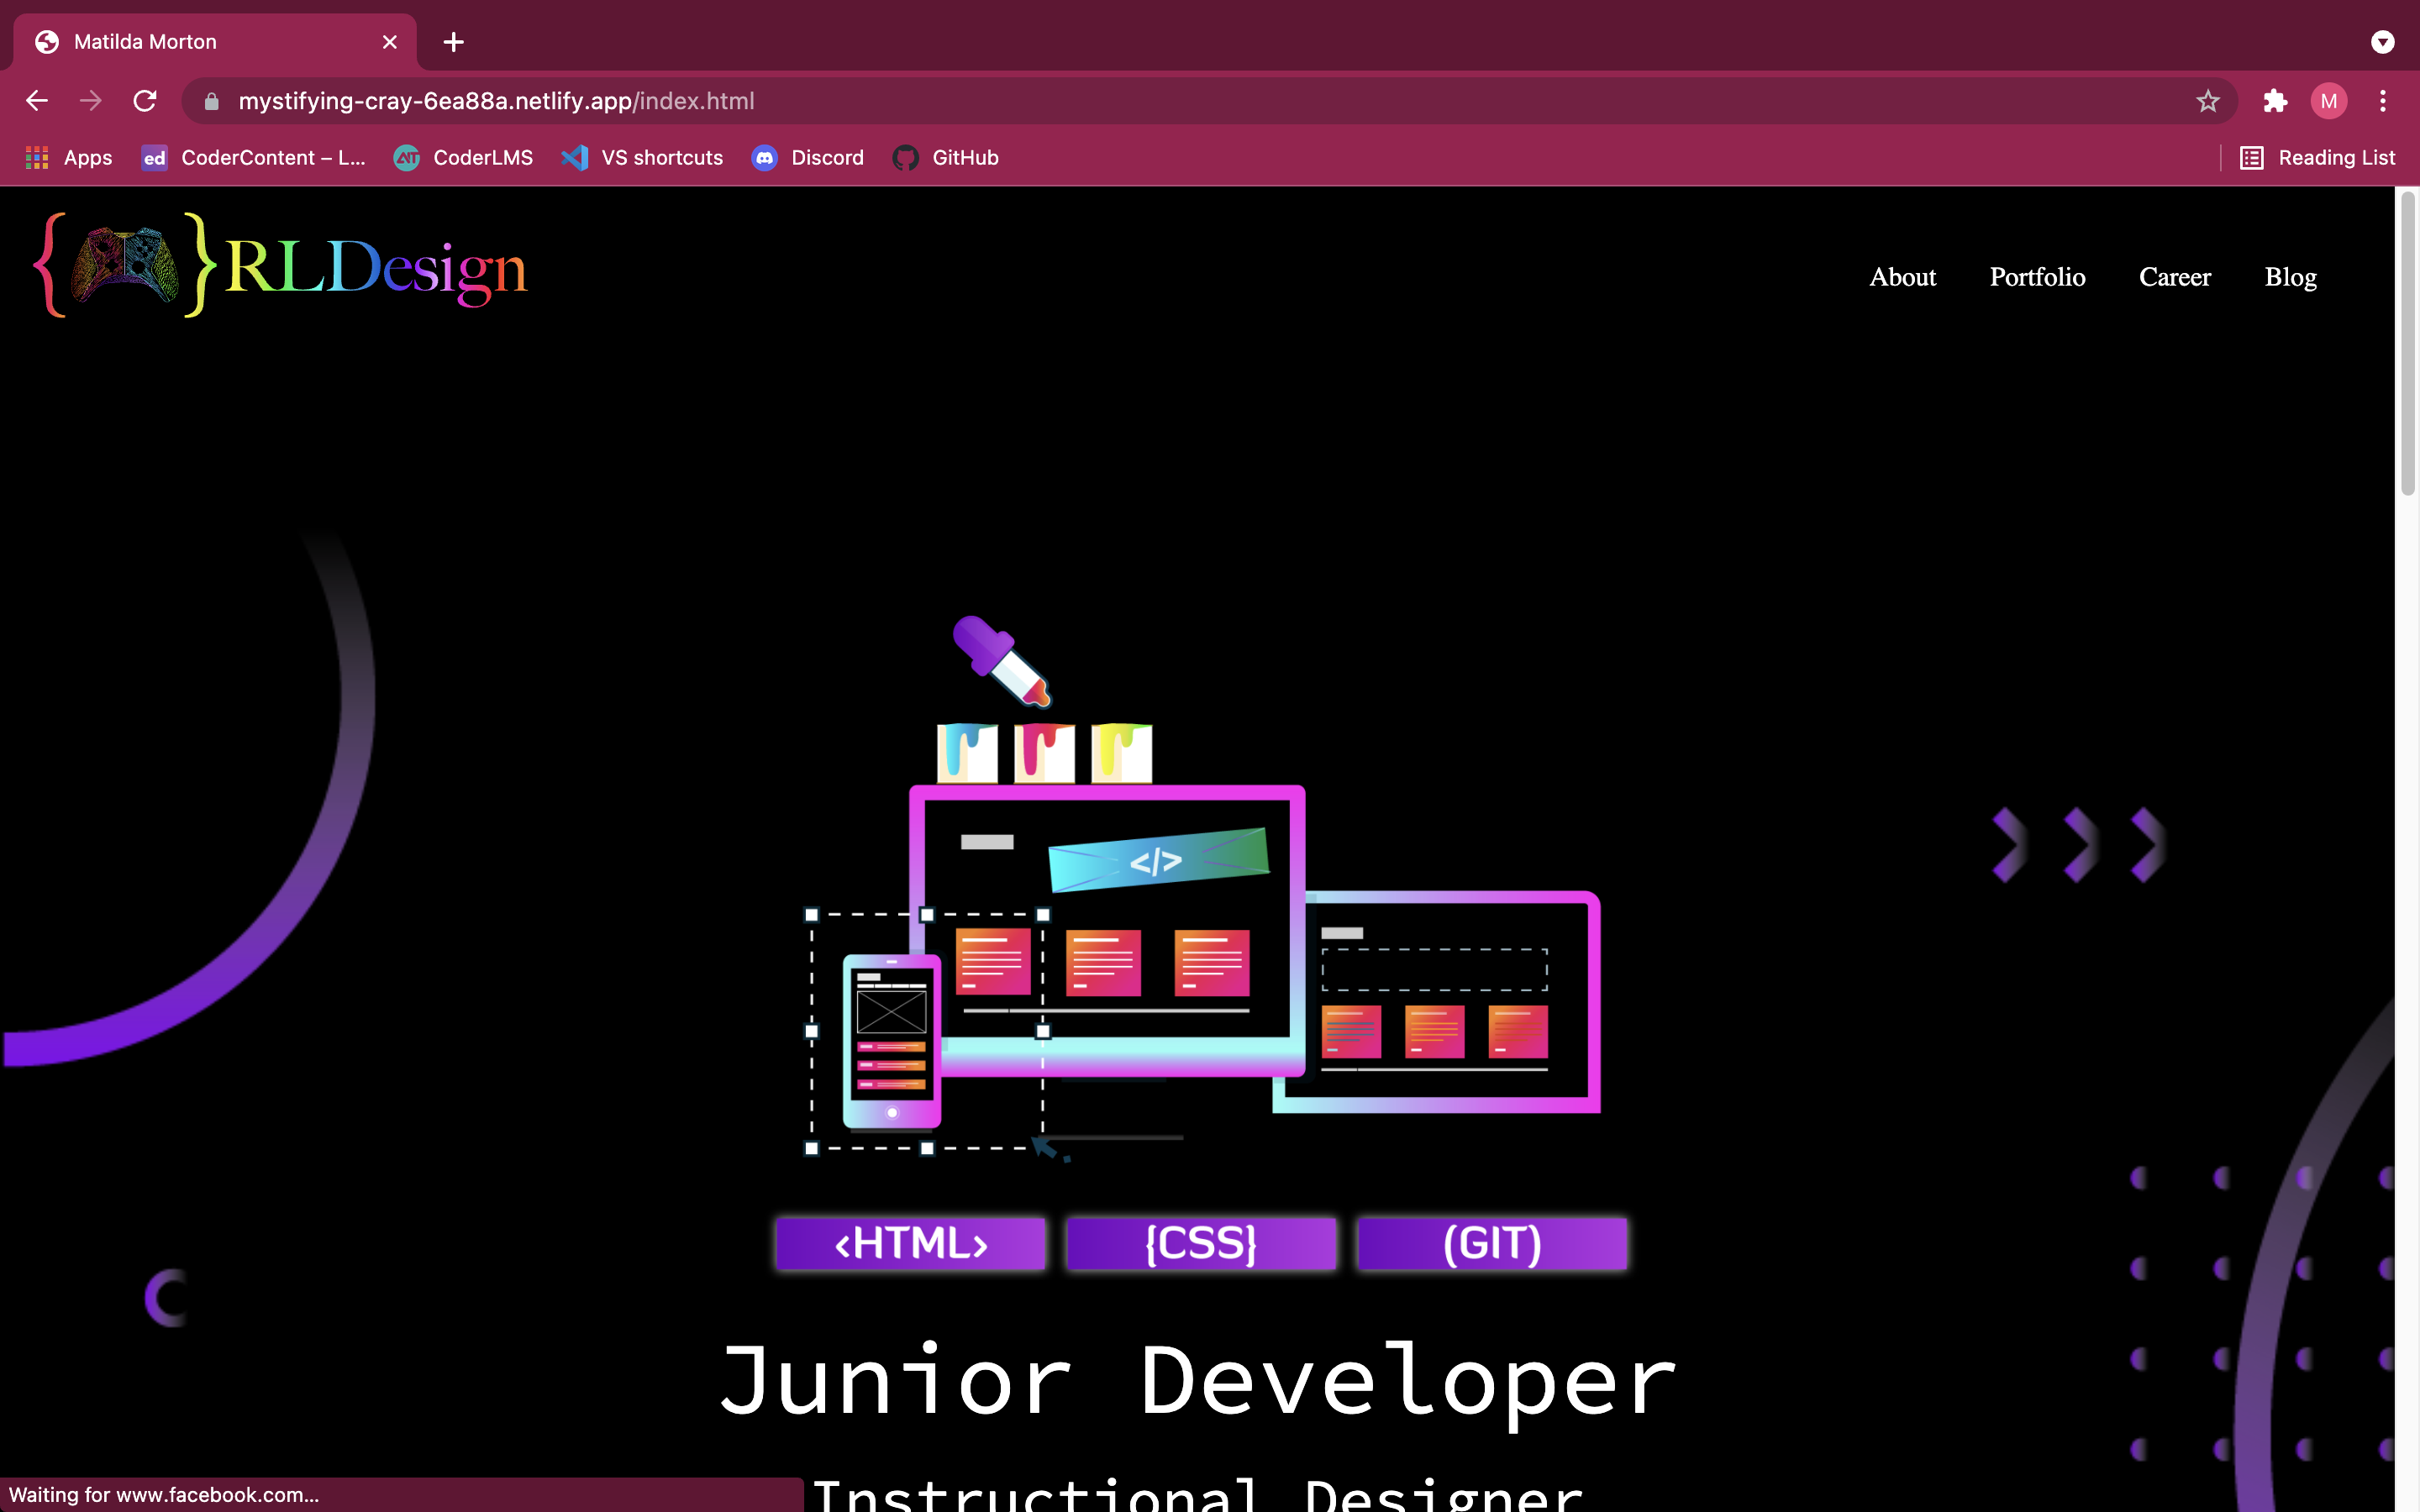 Matilda Morton
mystifying-cray-6ea88a.netlify.app/index.html
M
Apps
ed CoderContent – L...
CoderLMS
VS shortcuts
Discord
GitHub
Reading List
{ }RLDesign
About Portfolio Career Blog
</>
<HTML> {CSS} (GIT)
Junior Developer
Instructional Designer
Waiting for www.facebook.com...